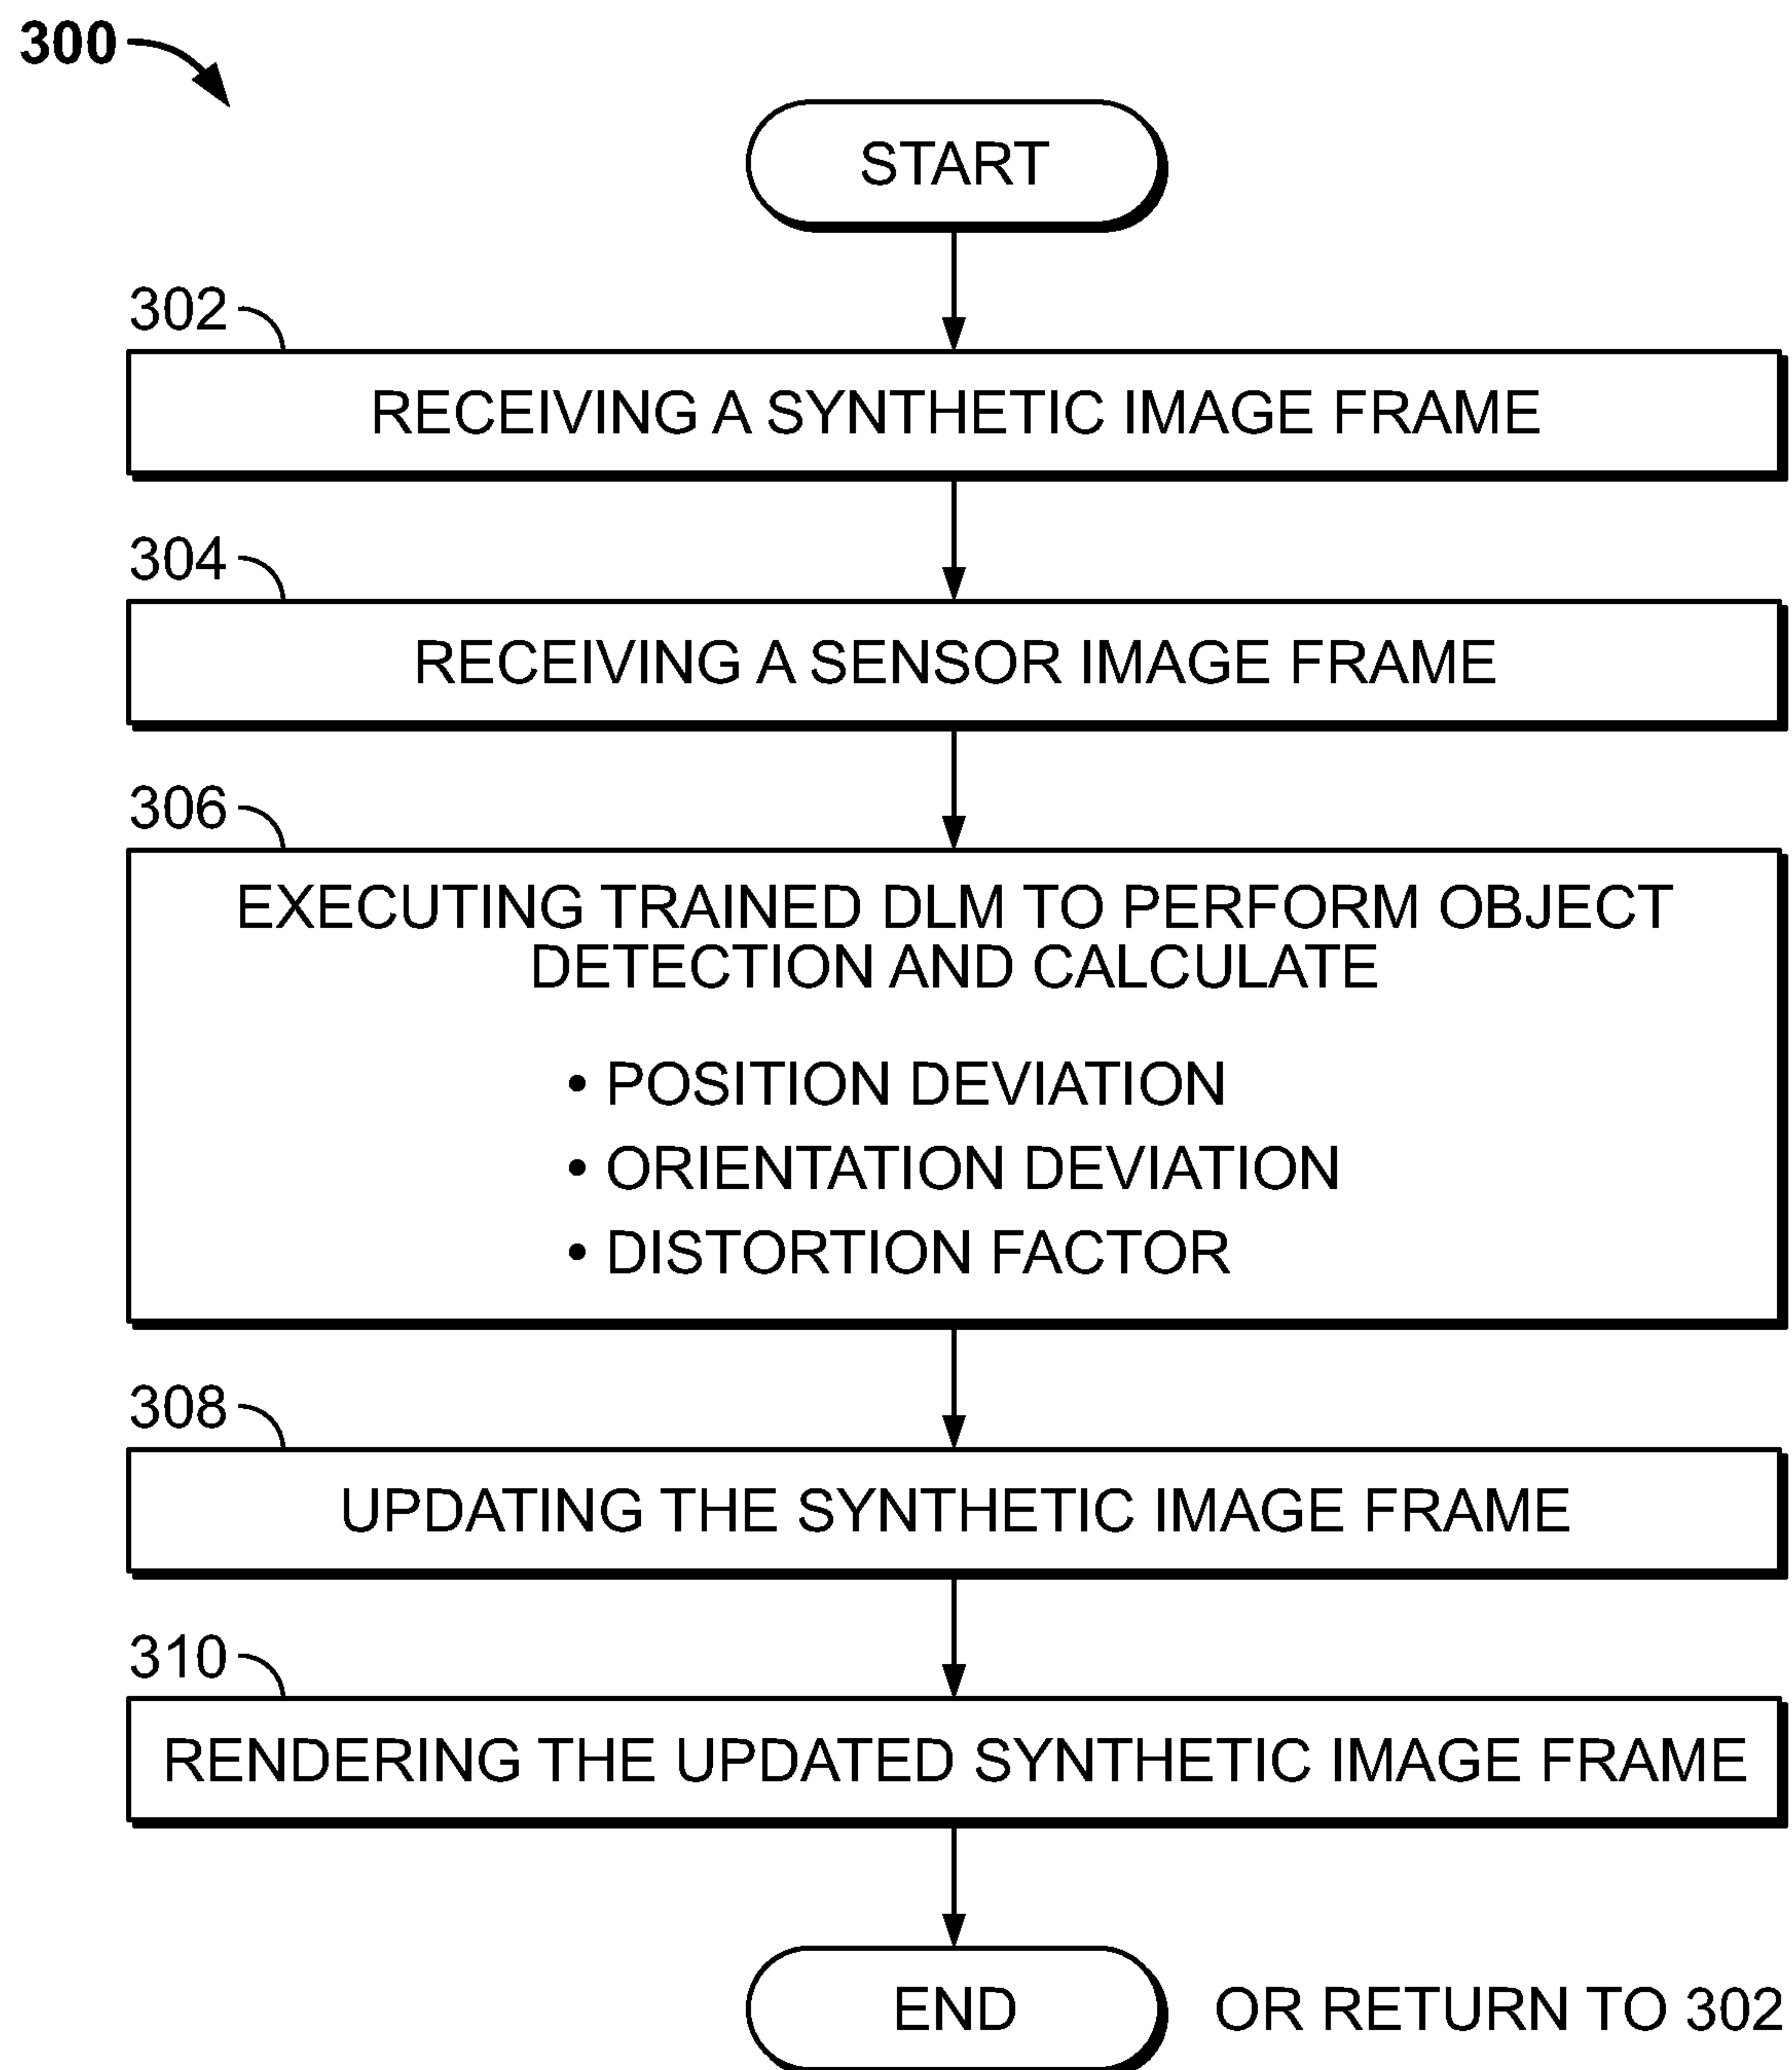 300
START
302
RECEIVING A SYNTHETIC IMAGE FRAME
304
RECEIVING A SENSOR IMAGE FRAME
306
EXECUTING TRAINED DLM TO PERFORM OBJECT
DETECTION AND CALCULATE
• POSITION DEVIATION
• ORIENTATION DEVIATION
• DISTORTION FACTOR
308
UPDATING THE SYNTHETIC IMAGE FRAME
310
RENDERING THE UPDATED SYNTHETIC IMAGE FRAME
END OR RETURN TO 302